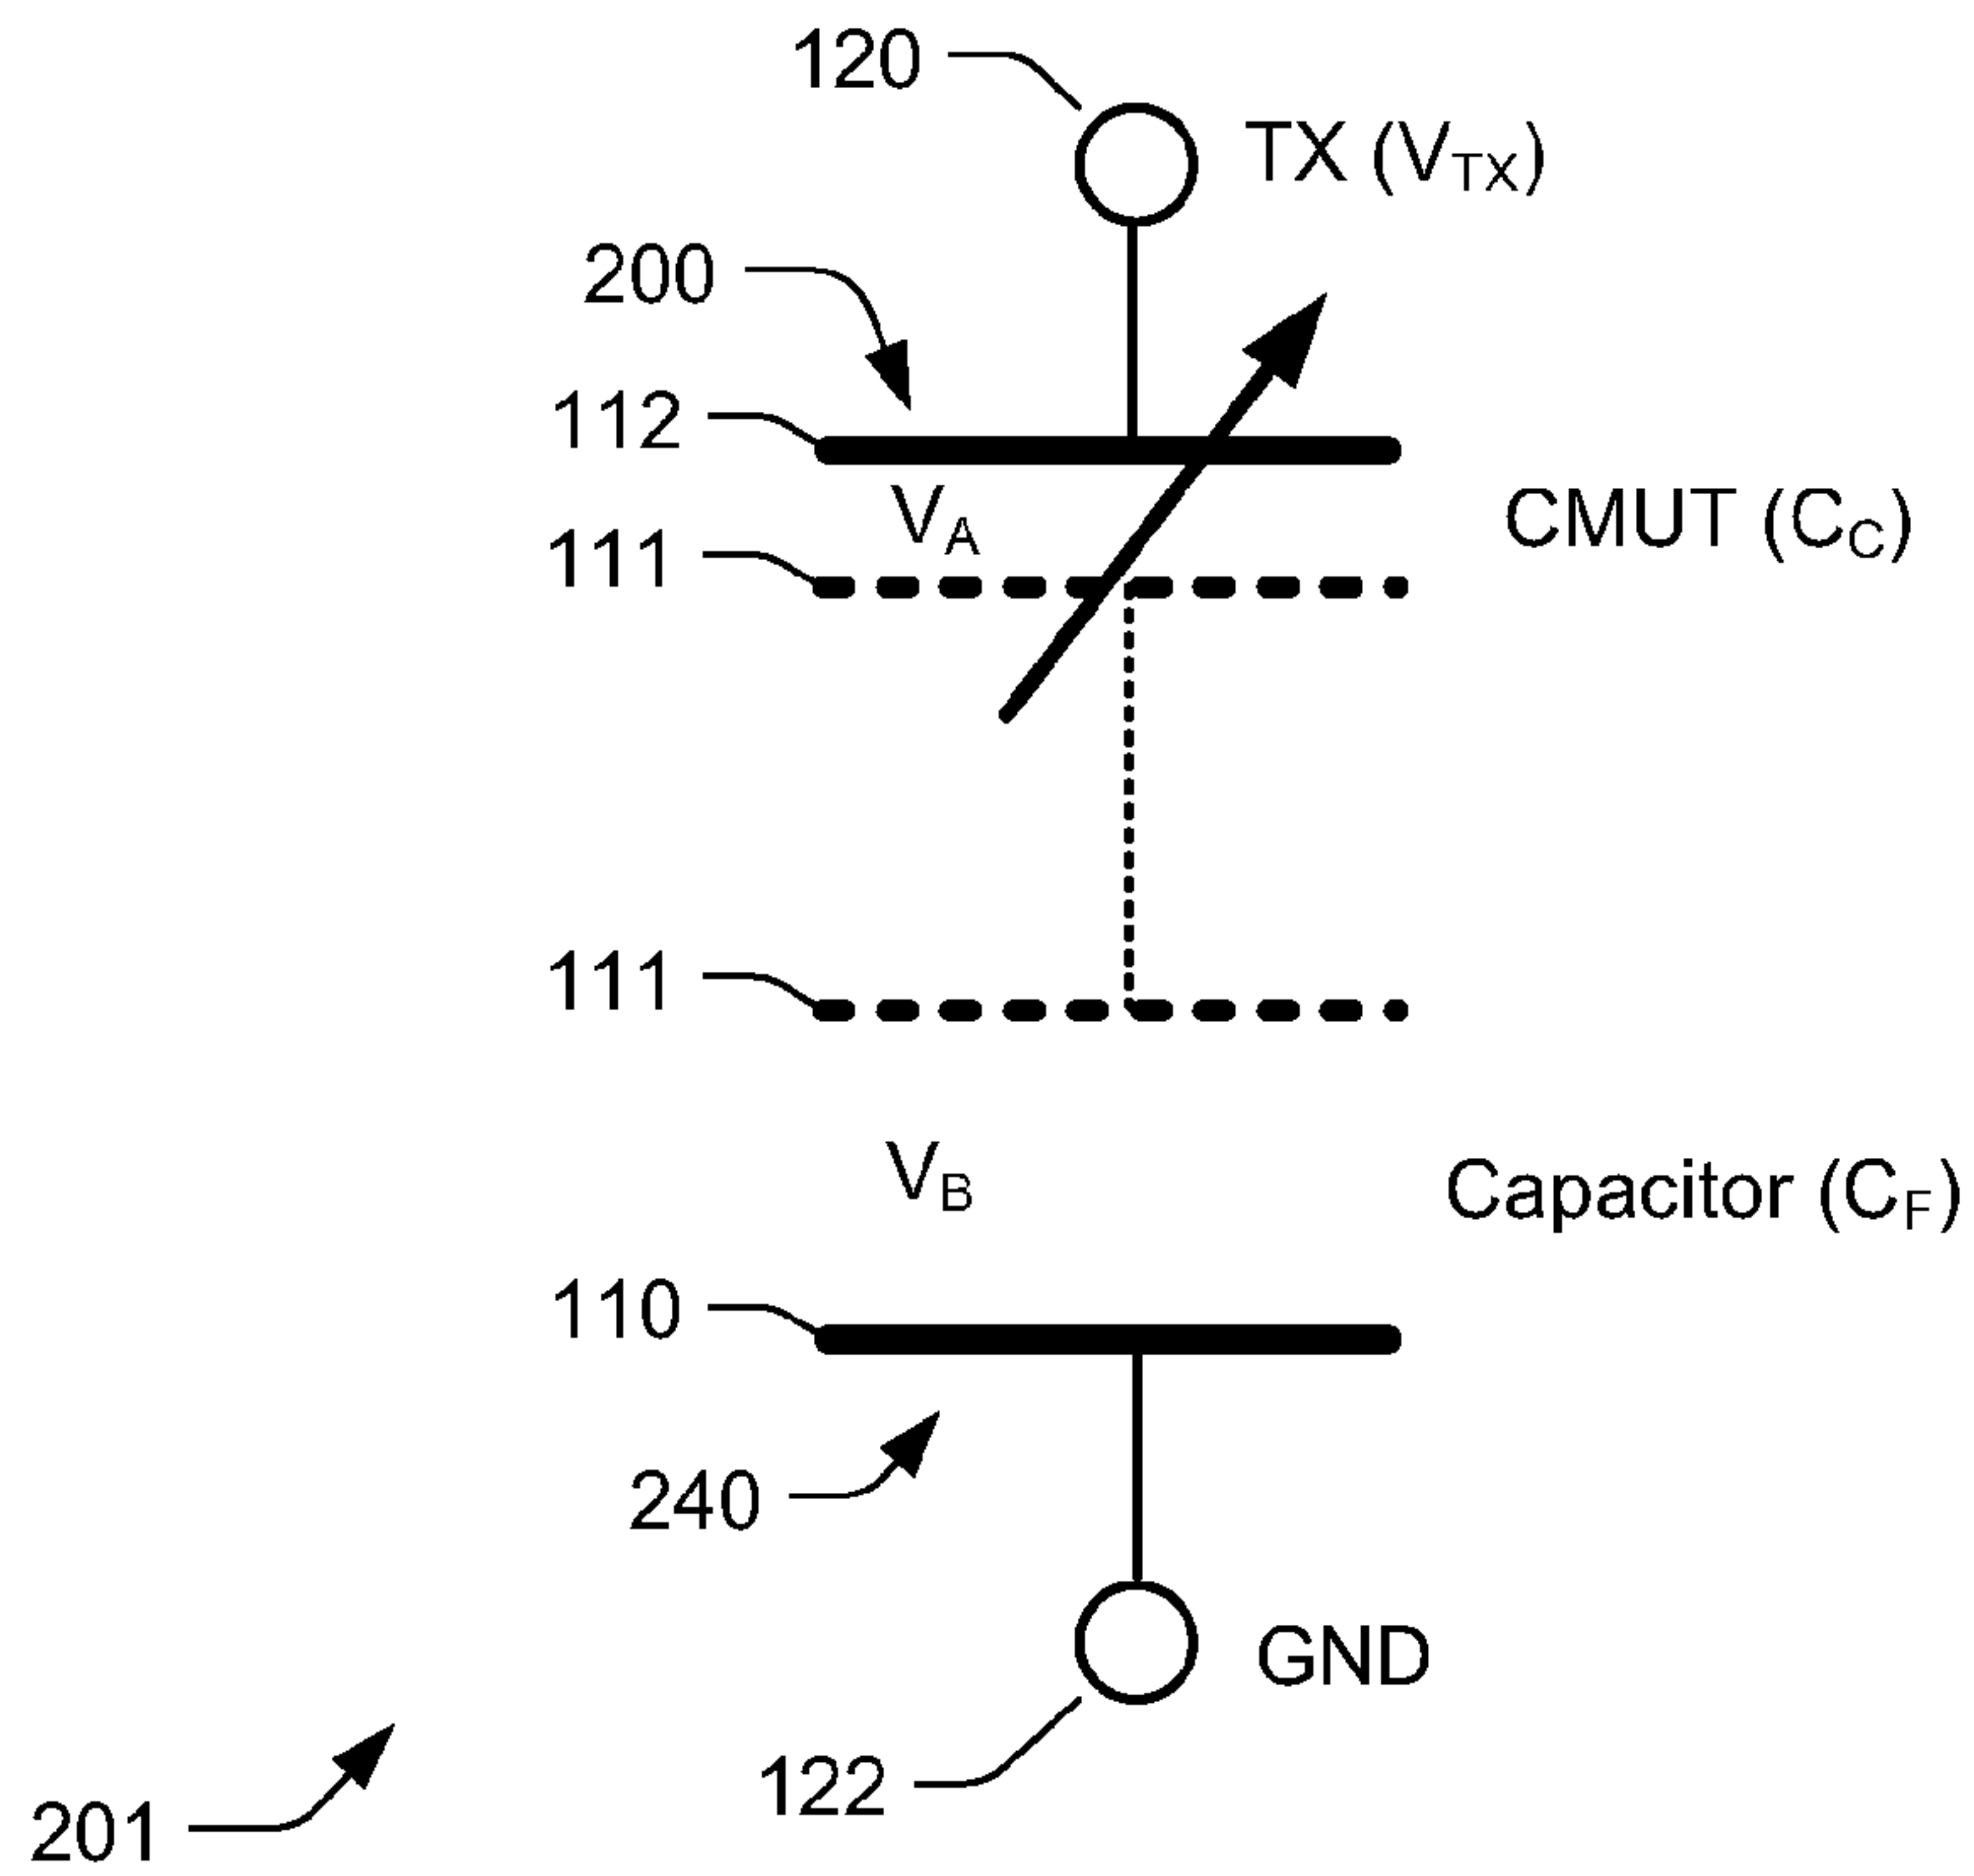 120
TX (VTX)
200
112
VA
CMUT (CC)
111
111
VB
Capacitor (CF)
110
240
GND
122
201